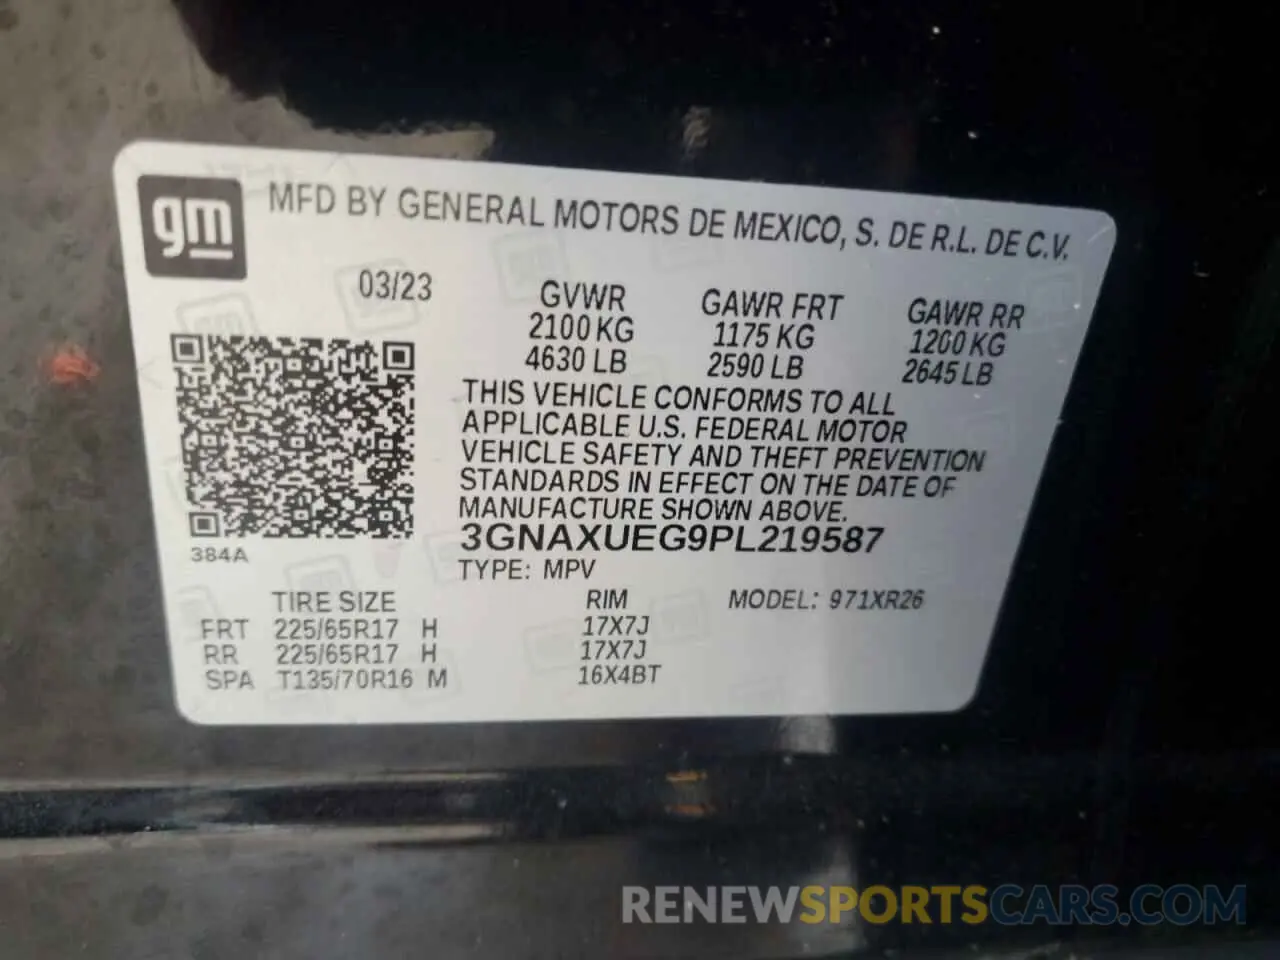 gm
MFD BY GENERAL MOTORS DE MEXICO, S. DE R.L. DE C.V.
03/23
GVWR GAWR FRT GAWR RR
2100 KG 1175 KG 1200 KG
4630 LB 2590 LB 2645 LB
THIS VEHICLE CONFORMS TO ALL
APPLICABLE U.S. FEDERAL MOTOR
VEHICLE SAFETY AND THEFT PREVENTION
STANDARDS IN EFFECT ON THE DATE OF
MANUFACTURE SHOWN ABOVE.
3GNAXUEG9PL219587
384A
TYPE: MPV
TIRE SIZE RIM MODEL: 971XR26
FRT 225/65R17 H 17X7J
RR 225/65R17 H 17X7J
SPA T135/70R16 M 16X4BT
RENEWSPORTSCARS.COM